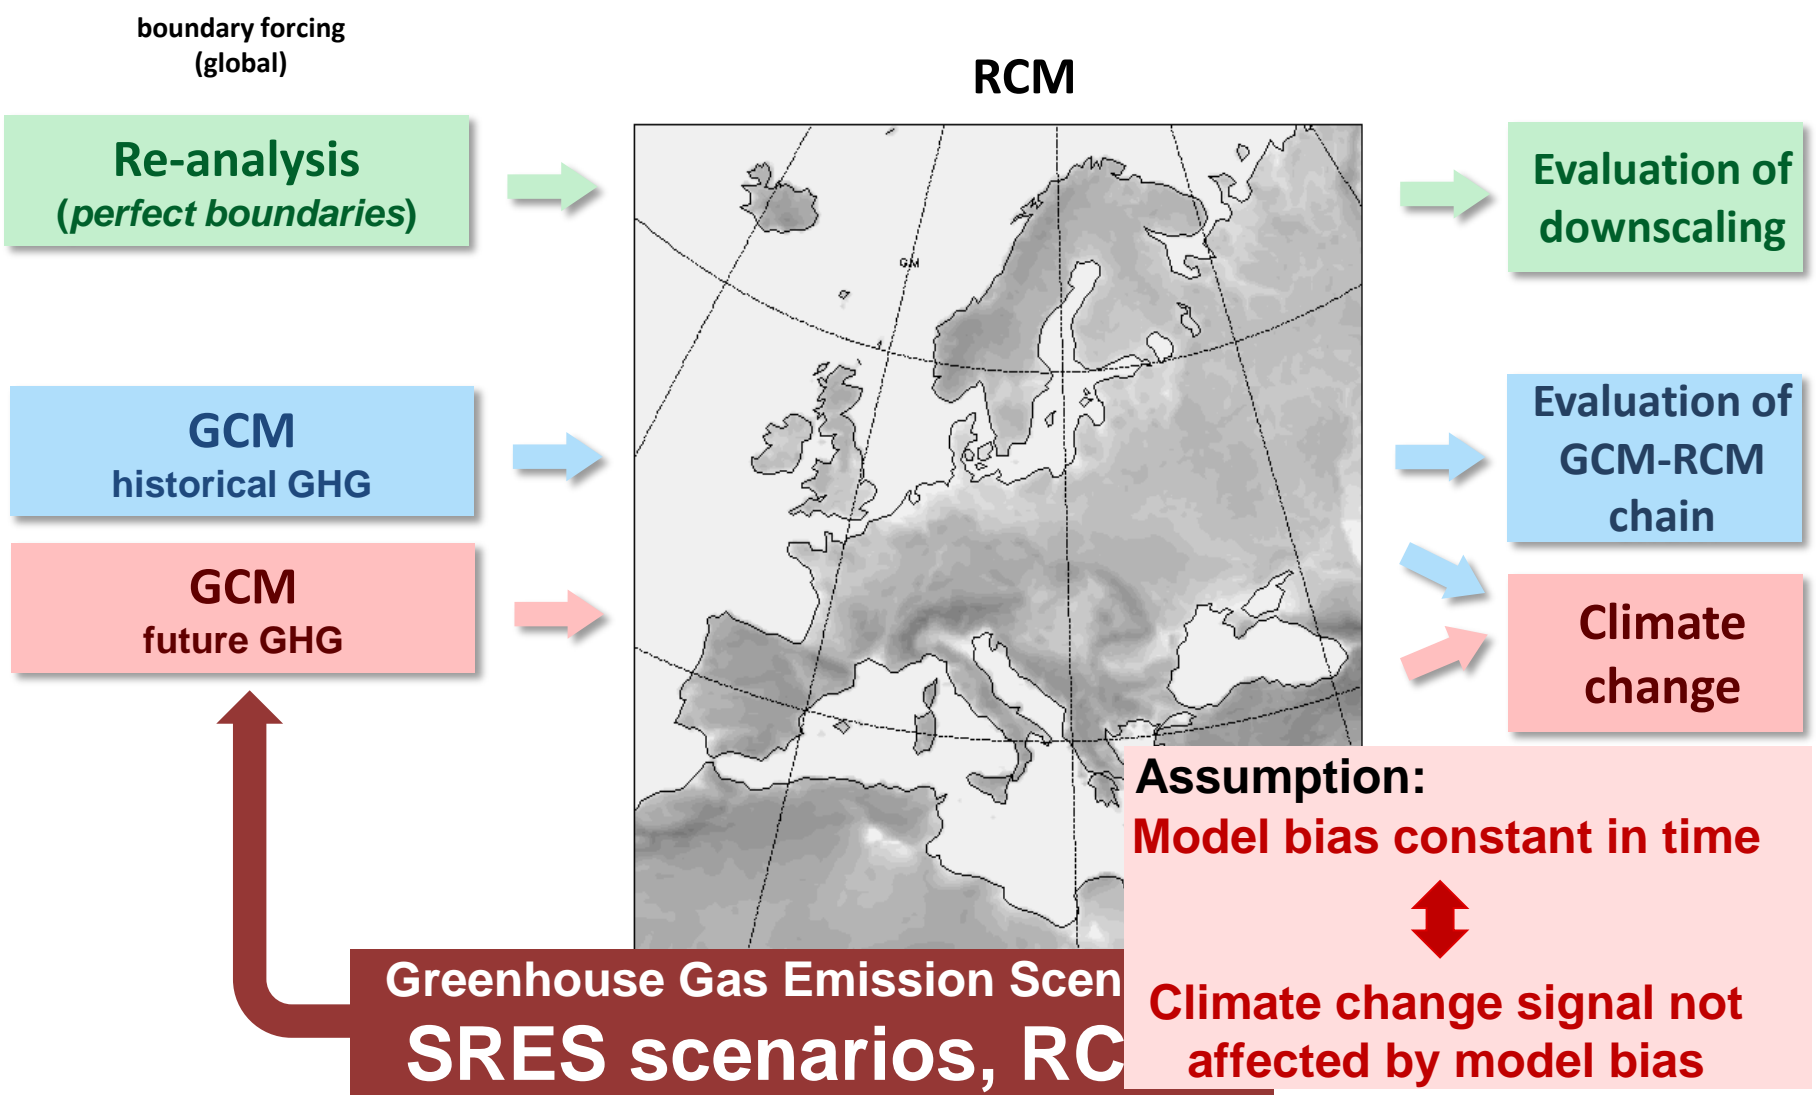 boundary forcing
(global)
RCM
Re-analysis
(perfect boundaries)
Evaluation of
downscaling
GM
GCM
historical GHG
Evaluation of
GCM-RCM
chain
GCM
future GHG
Climate
change
Assumption:
Model bias constant in time
Climate change signal not
affected by model bias
Greenhouse Gas Emission Scen
SRES scenarios, RC